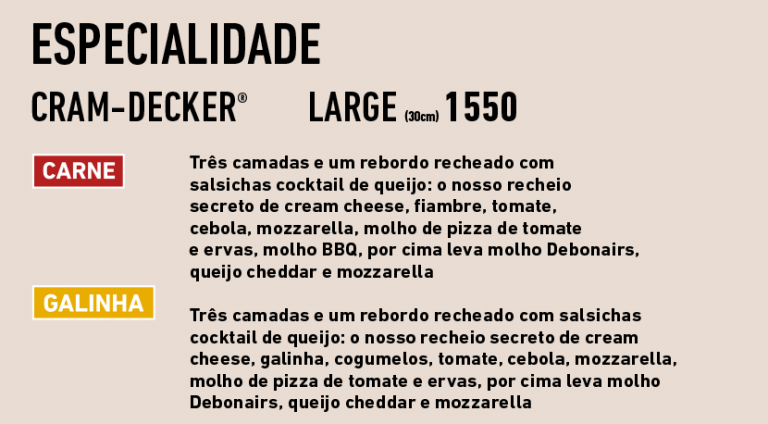 ESPECIALIDADE
CRAM-DECKER® LARGE (30cm) 1550
CARNE
Três camadas e um rebordo recheado com
salsichas cocktail de queijo: o nosso recheio
secreto de cream cheese, fiambre, tomate,
cebola, mozzarella, molho de pizza de tomate
e ervas, molho BBQ, por cima leva molho Debonairs,
queijo cheddar e mozzarella
GALINHA
Três camadas e um rebordo recheado com salsichas
cocktail de queijo: o nosso recheio secreto de cream
cheese, galinha, cogumelos, tomate, cebola, mozzarella,
molho de pizza de tomate e ervas, por cima leva molho
Debonairs, queijo cheddar e mozzarella